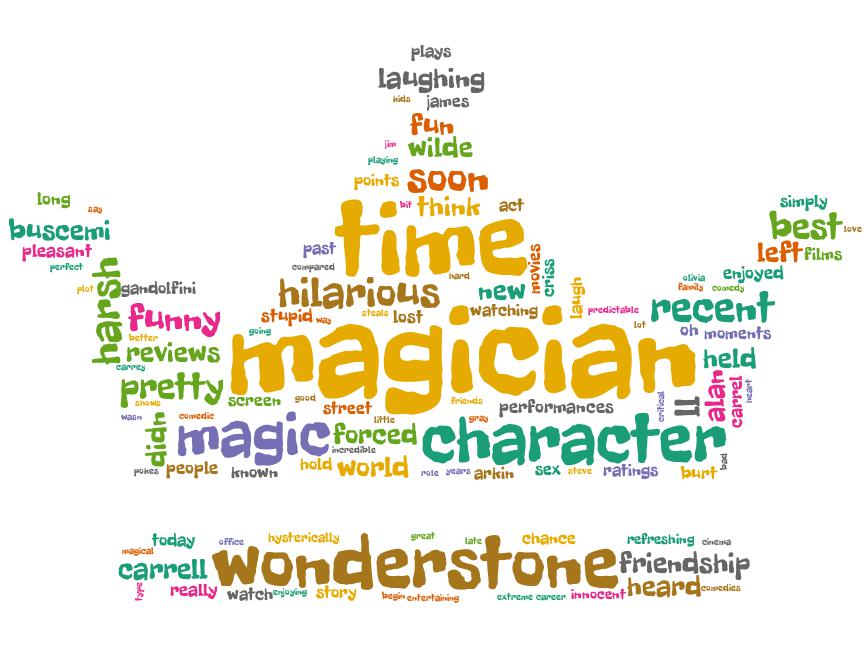 plays
laughing
kids
james
fun
jim
wilde
playing
points
soon
bit
think
act
long
say
buscemi
pleasant
perfect
simply
best
love
left
films
time
past
compared
hard
movies
criss
plot
gandolfini
harsh
hilarious
new
laugh
olivia
enjoyed
family
comedy
funny
stupid
way
steals
lost
watching
predictable
recent
going
lot
oh
moments
better
reviews
magician
held
carrey
pretty
shows
screen
good
street
friends
performances
critical
ll
alan
carrel
heart
wasn
comedic
little
gray
didn
magic
forced
character
incredible
pokes
people
known
hold
world
role
years
arkin
sex
steve
ratings
burt
bad
today
office
hysterically
great
late
chance
refreshing
cinema
magical
carrell
wonderstone
friendship
type
really
watch
enjoying
story
begin
entertaining
extreme
career
innocent
heard
comedies